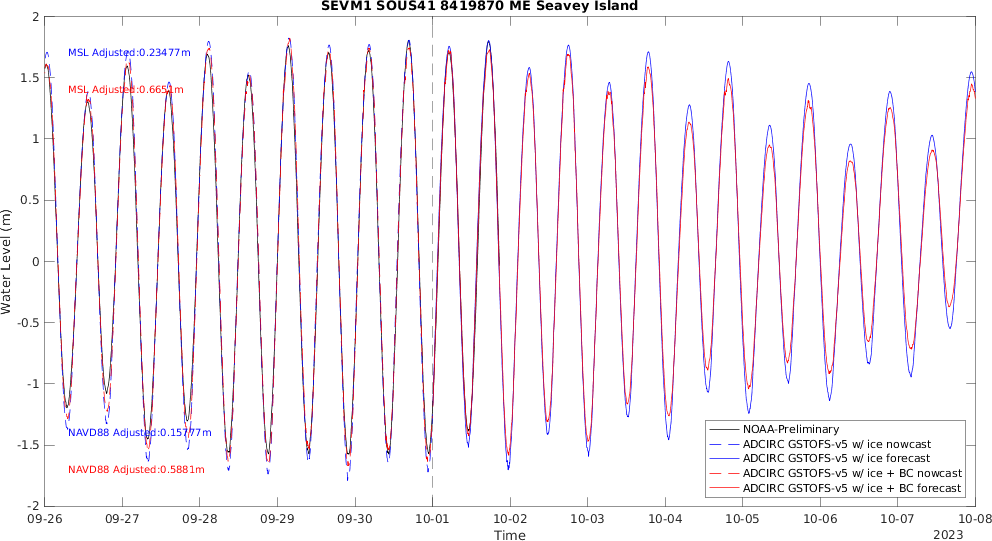 SEVM1 SOUS41 8419870 ME Seavey Island
2
1.5
1
0.5
0
-0.5
-1
-1.5
-2
Water Level (m)
MSL Adjusted:0.23477m
MSL Adjusted:0.6651m
NAVD88 Adjusted:0.15777m
NAVD88 Adjusted:0.5881m
NOAA-Preliminary
ADCIRC GSTOFS-v5 w/ ice nowcast
ADCIRC GSTOFS-v5 w/ ice forecast
ADCIRC GSTOFS-v5 w/ ice + BC nowcast
ADCIRC GSTOFS-v5 w/ ice + BC forecast
09-26 09-27 09-28 09-29 09-30 10-01 10-02 10-03 10-04 10-05 10-06 10-07 10-08
Time
2023